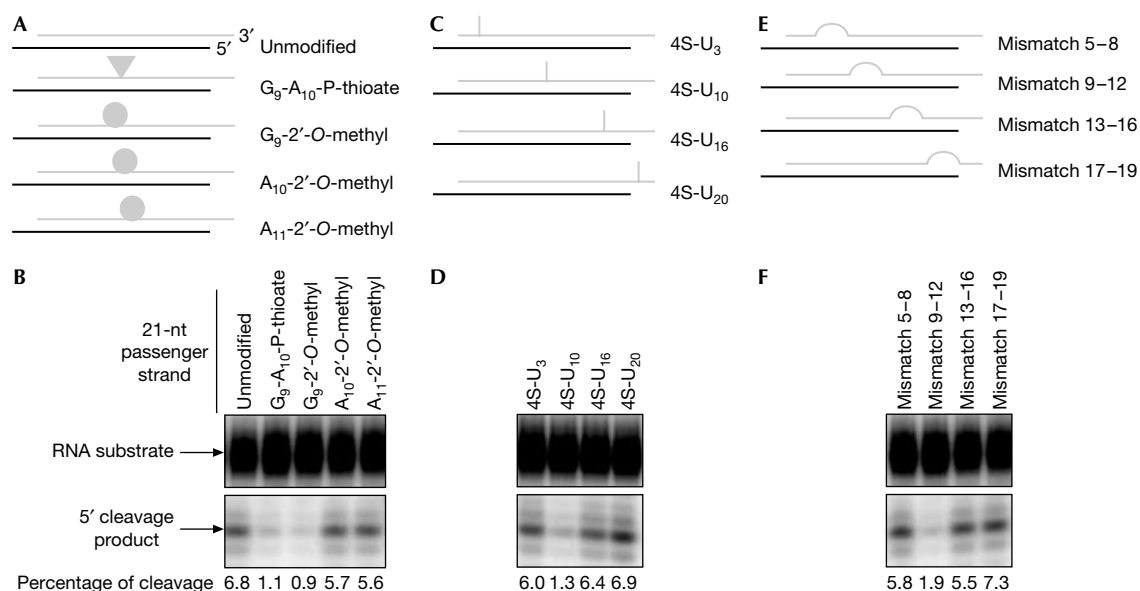 A
3′
5′
Unmodified
G₉-A₁₀-P-thioate
G₉-2′-O-methyl
A₁₀-2′-O-methyl
A₁₁-2′-O-methyl
C
4S-U₃
4S-U₁₀
4S-U₁₆
4S-U₂₀
E
Mismatch 5–8
Mismatch 9–12
Mismatch 13–16
Mismatch 17–19
B
21-nt
passenger
strand
Unmodified
G₉-A₁₀-P-thioate
G₉-2′-O-methyl
A₁₀-2′-O-methyl
A₁₁-2′-O-methyl
RNA substrate
5′ cleavage
product
Percentage of cleavage 6.8 1.1 0.9 5.7 5.6
D
4S-U₃
4S-U₁₀
4S-U₁₆
4S-U₂₀
6.0 1.3 6.4 6.9
F
Mismatch 5–8
Mismatch 9–12
Mismatch 13–16
Mismatch 17–19
5.8 1.9 5.5 7.3